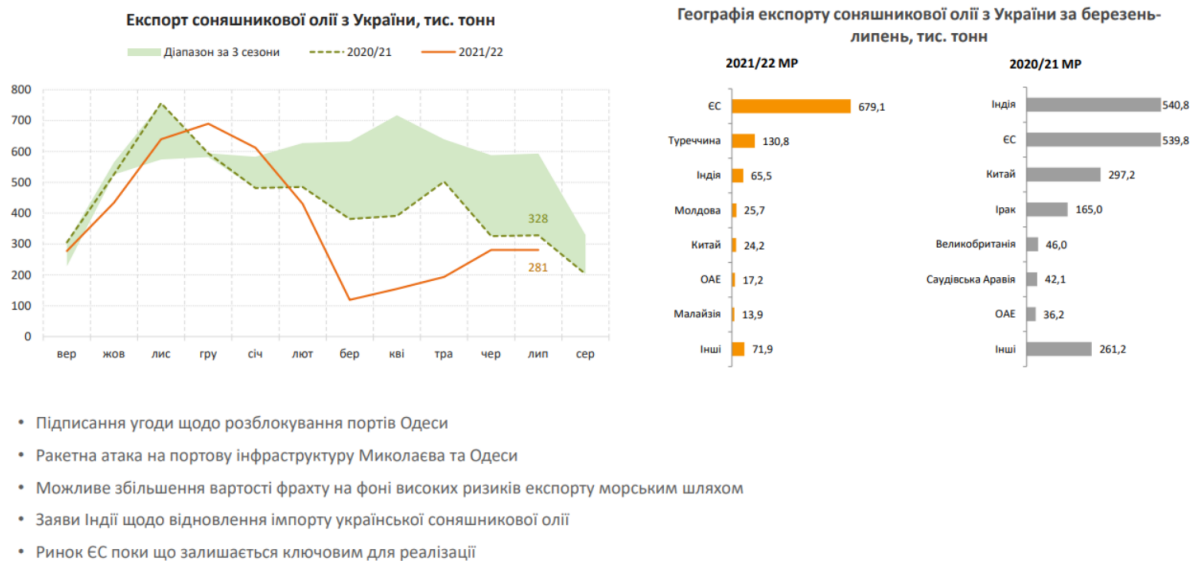 Експорт соняшникової олії з України, тис. тонн
Діапазон за 3 сезони
2020/21
2021/22
800
700
600
500
400
300
200
100
0
328
281
вер
жов
лис
гру
січ
лют
бер
кві
тра
чер
лип
сер
Географія експорту соняшникової олії з України за березень-
липень, тис. тонн
2021/22 МР
ЄС
679,1
Туреччина
130,8
Індія
65,5
Молдова
25,7
Китай
24,2
ОАЕ
17,2
Малайзія
13,9
Інші
71,9
2020/21 МР
Індія
540,8
ЄС
539,8
Китай
297,2
Ірак
165,0
Великобританія
46,0
Саудівська Аравія
42,1
ОАЕ
36,2
Інші
261,2
• Підписання угоди щодо розблокування портів Одеси
• Ракетна атака на портову інфраструктуру Миколаєва та Одеси
• Можливе збільшення вартості фрахту на фоні високих ризиків експорту морським шляхом
• Заяви Індії щодо відновлення імпорту української соняшникової олії
• Ринок ЄС поки що залишається ключовим для реалізації